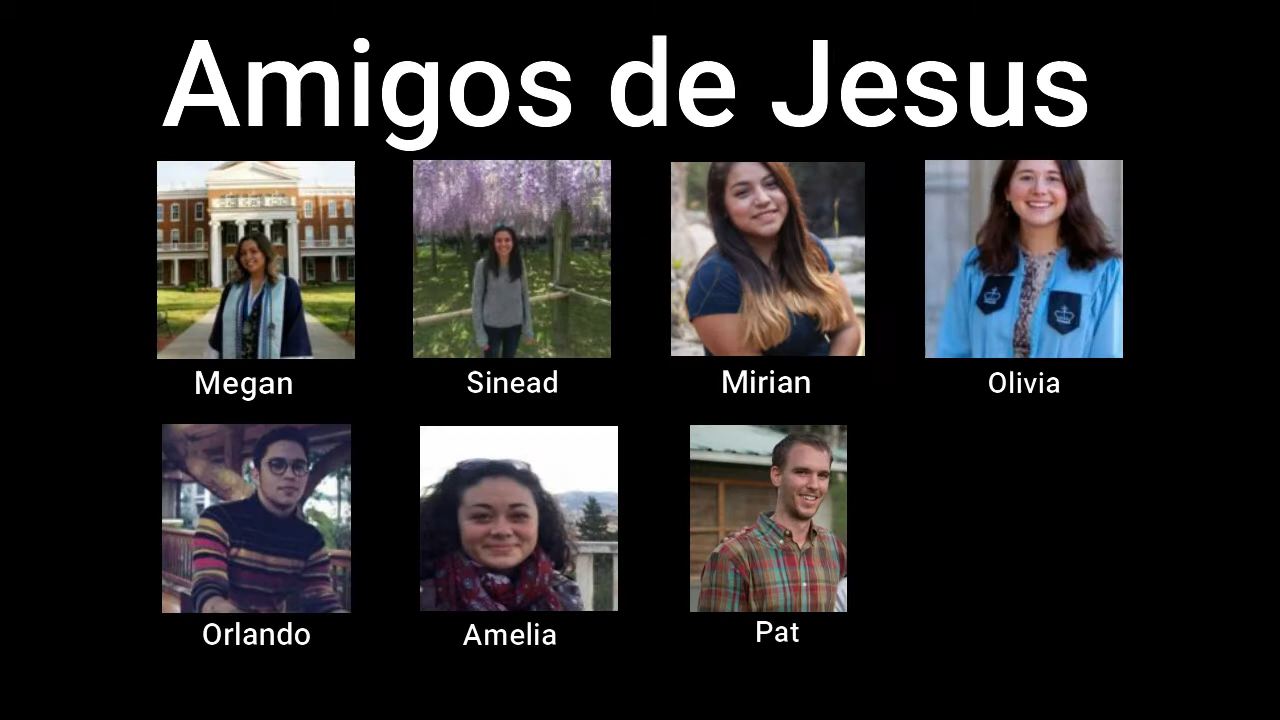 Amigos de Jesus
Megan
Sinead
Mirian
Olivia
Orlando
Amelia
Pat